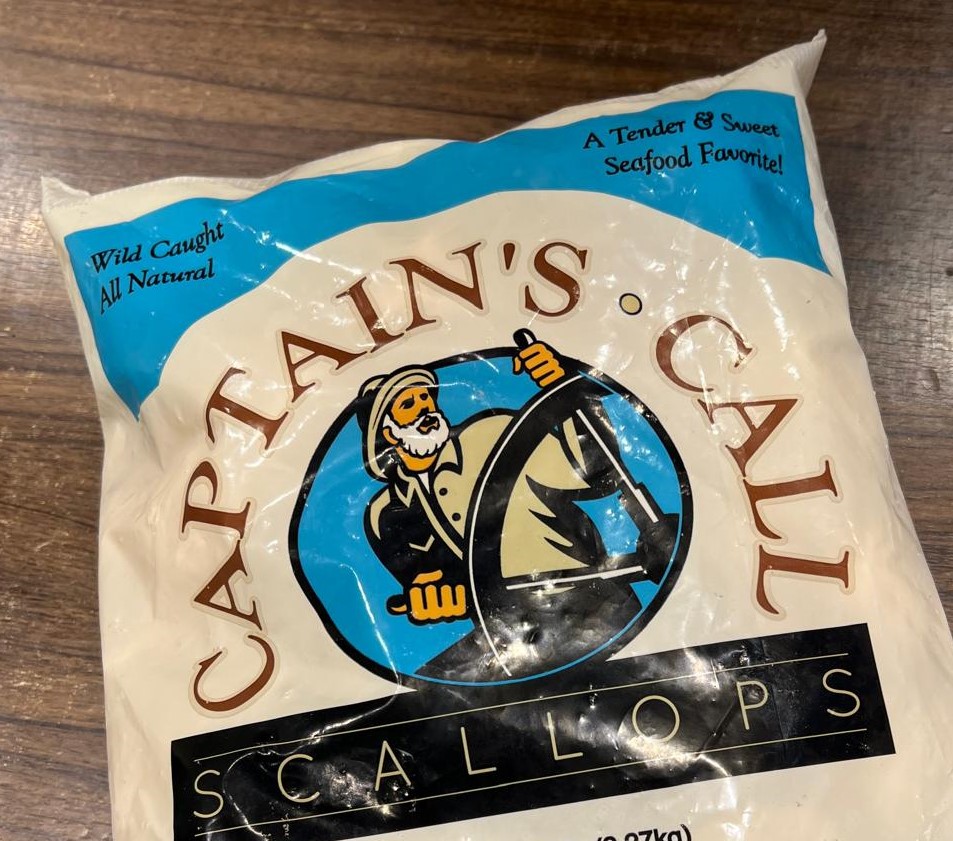 Wild Caught
All Natural
A Tender & Sweet
Seafood Favorite!
CAPTAIN'S • CALL
SCALLOPS